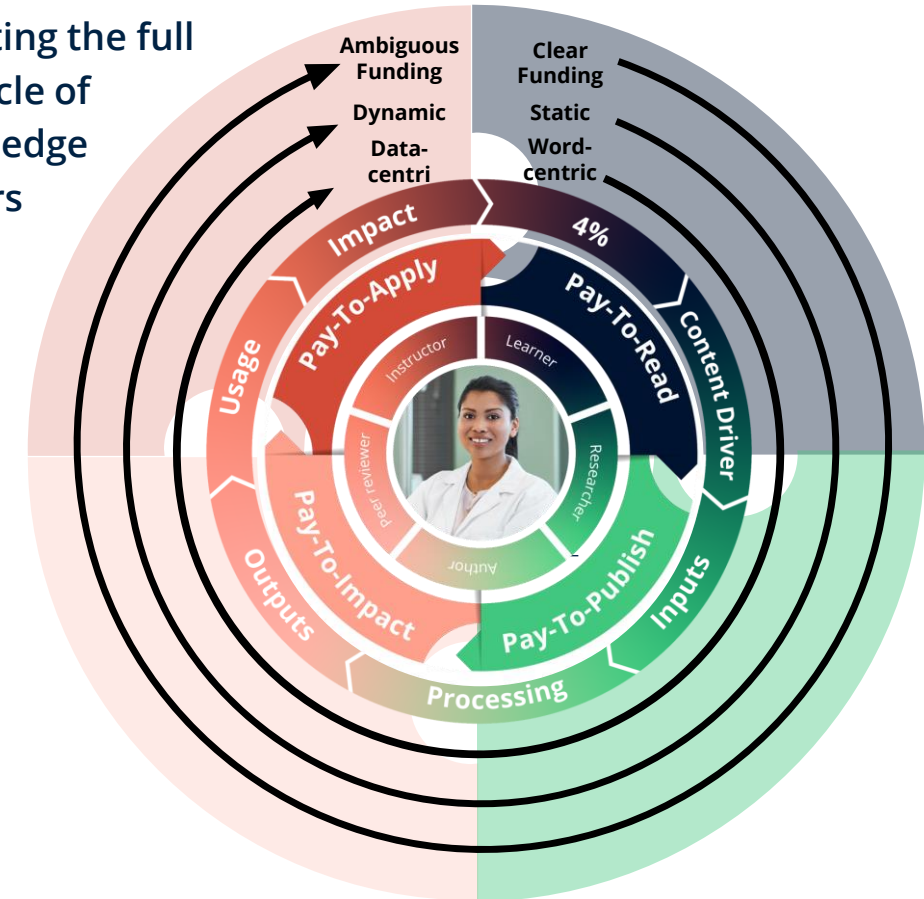 ting the full
cle of
edge
rs
Ambiguous
Funding
Dynamic
Data-
centri
Clear
Funding
Static
Word-
centric
Impact
4%
Content Driver
Inputs
Processing
Outputs
Usage
Pay-To-Apply
Pay-To-Read
Pay-To-Publish
Pay-To-Impact
Instructor
Learner
Researcher
Author
Peer reviewer